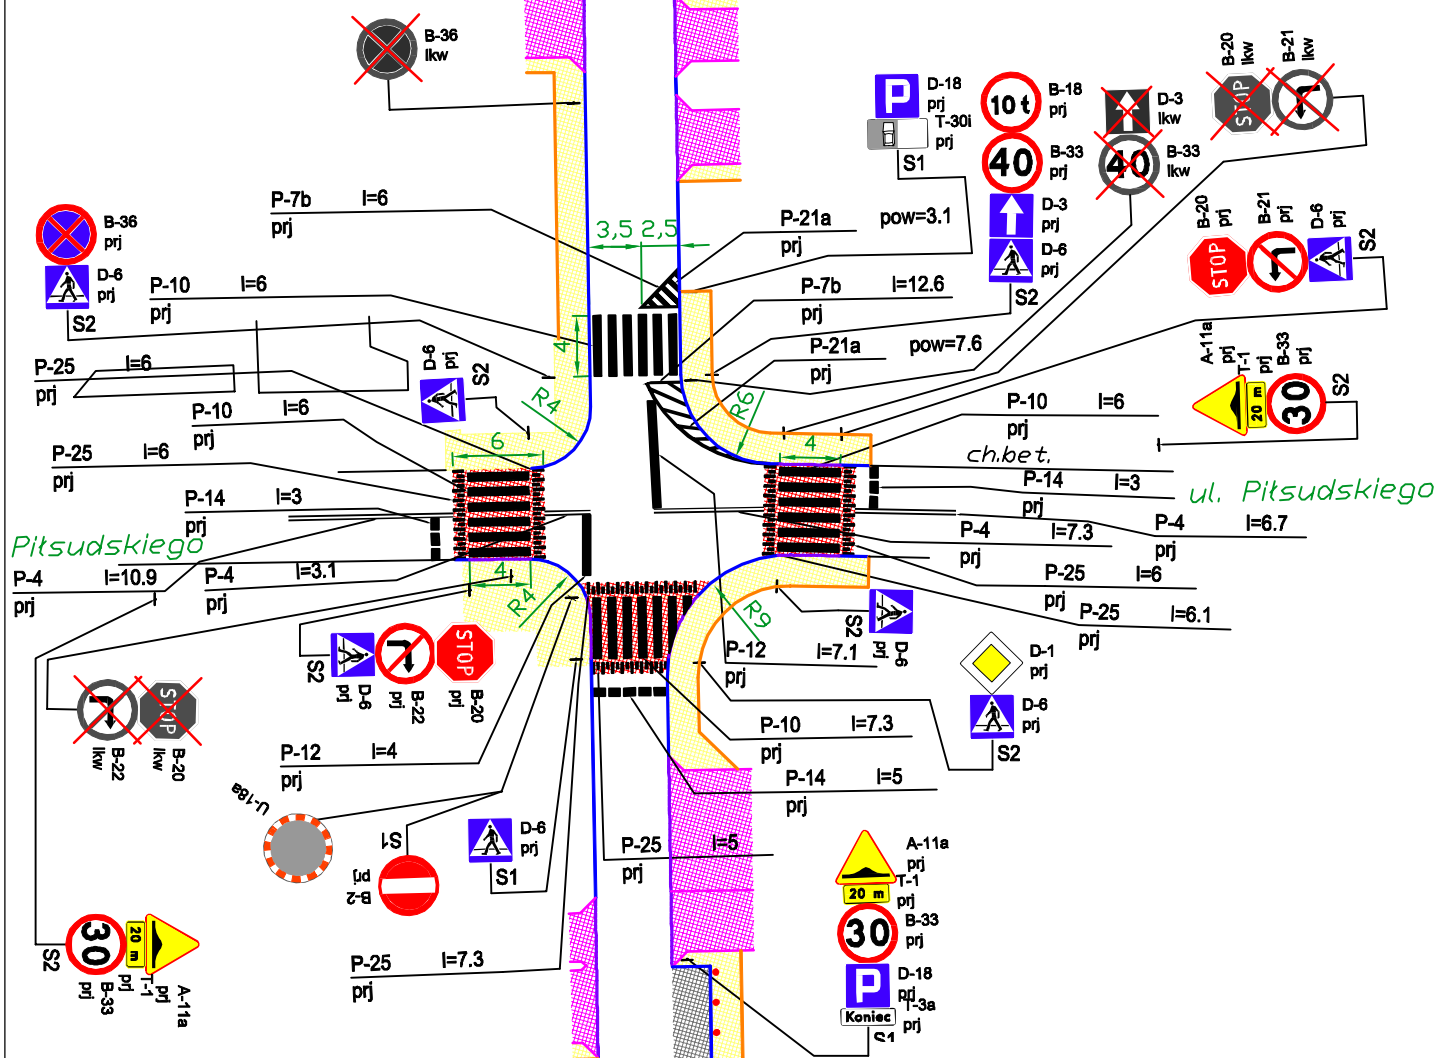 B-36
lkw
B-20
lkw
B-21
lkw
STOP
P
D-18
prj
T-30i
prj
S1
10 t
B-18
prj
40
B-33
prj
D-3
prj
D-6
prj
S2
D-3
lkw
40
B-33
lkw
B-20
prj
B-21
prj
D-6
prj
S2
STOP
P-7b l=6
prj
3,5 2,5
P-21a pow=3.1
prj
B-36
prj
D-6
prj
S2
P-10 l=6
prj
P-7b l=12.6
prj
4
P-21a pow=7.6
prj
P-25 l=6
prj
D-6
prj
S2
A-11a
prj
T-1
prj
B-33
prj
S2
20 m
30
R4
R6
P-10 l=6
prj
P-10 l=6
prj
6
4
ch.bet.
P-25 l=6
prj
P-14 l=3
prj
ul. Piłsudskiego
P-14 l=3
prj
P-4 l=7.3
prj
P-4 l=6.7
prj
Piłsudskiego
P-4 l=10.9
prj
P-4 l=3.1
prj
4
R4
P-25 l=6
prj
P-25 l=6.1
prj
R9
S2
D-6
prj
S2
D-6
prj
B-22
prj
B-20
prj
STOP
P-12 l=7.1
prj
D-1
prj
D-6
prj
S2
STOP
B-22
lkw
B-20
lkw
P-12 l=4
prj
P-10 l=7.3
prj
P-14 l=5
prj
U-18a
S1
B-2
prj
D-6
prj
S1
P-25 l=5
prj
A-11a
prj
T-1
prj
20 m
30
B-33
prj
P
D-18
prj
T-3a
prj
Koniec
S1
P-25 l=7.3
prj
S2
30
B-33
prj
20 m
T-1
prj
A-11a
prj